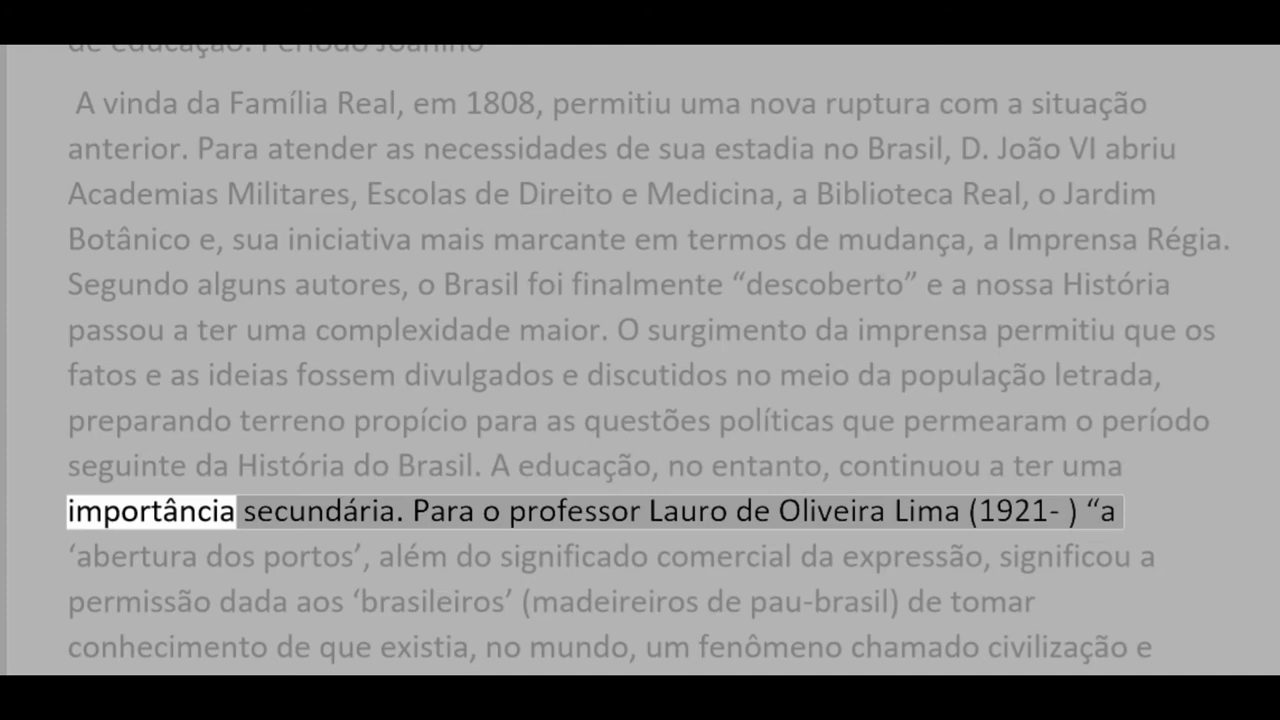 de educação. Período Joanino
A vinda da Família Real, em 1808, permitiu uma nova ruptura com a situação
anterior. Para atender as necessidades de sua estadia no Brasil, D. João VI abriu
Academias Militares, Escolas de Direito e Medicina, a Biblioteca Real, o Jardim
Botânico e, sua iniciativa mais marcante em termos de mudança, a Imprensa Régia.
Segundo alguns autores, o Brasil foi finalmente “descoberto” e a nossa História
passou a ter uma complexidade maior. O surgimento da imprensa permitiu que os
fatos e as ideias fossem divulgados e discutidos no meio da população letrada,
preparando terreno propício para as questões políticas que permearam o período
seguinte da História do Brasil. A educação, no entanto, continuou a ter uma
importância secundária. Para o professor Lauro de Oliveira Lima (1921- ) “a
‘abertura dos portos’, além do significado comercial da expressão, significou a
permissão dada aos ‘brasileiros’ (madeireiros de pau-brasil) de tomar
conhecimento de que existia, no mundo, um fenômeno chamado civilização e